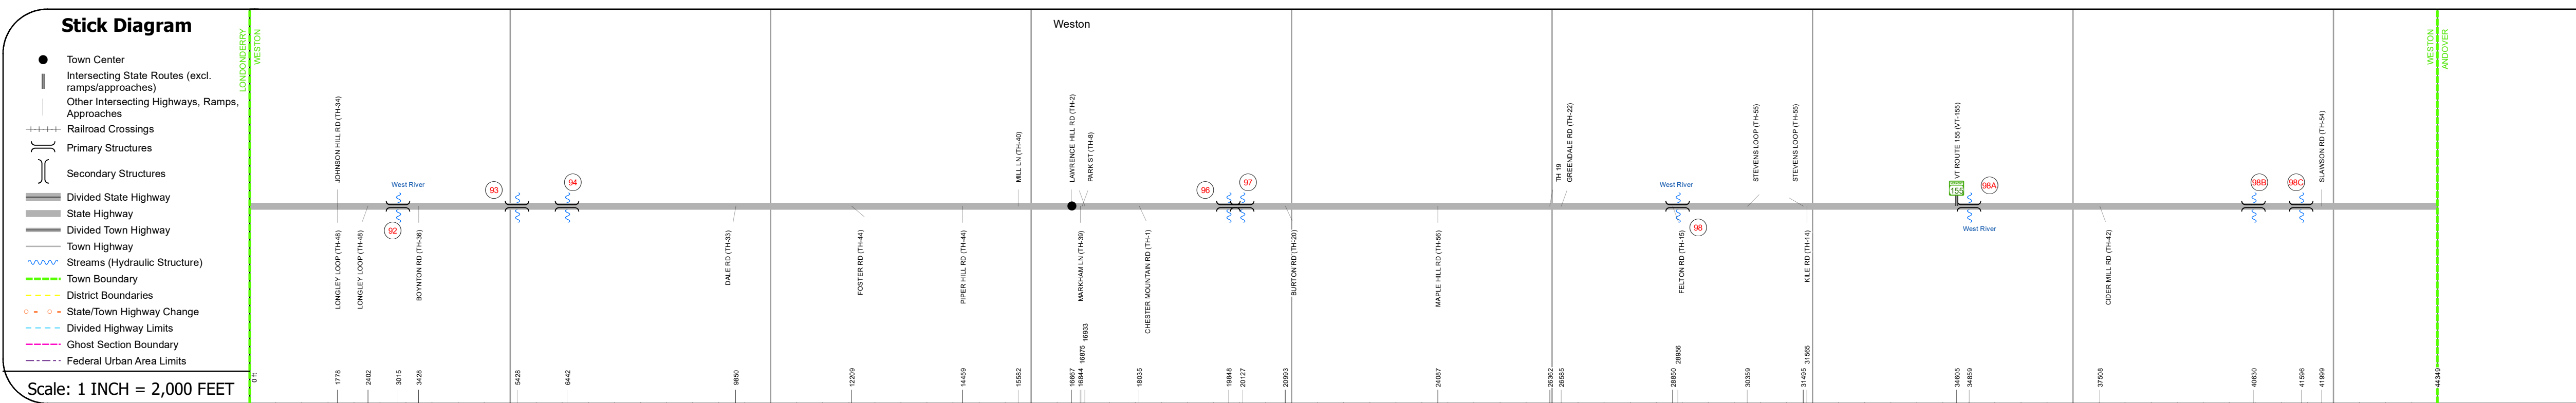 Stick Diagram
Town Center
Intersecting State Routes (excl.
ramps/approaches)
Other Intersecting Highways, Ramps,
Approaches
Railroad Crossings
Primary Structures
Secondary Structures
Divided State Highway
State Highway
Divided Town Highway
Town Highway
Streams (Hydraulic Structure)
Town Boundary
District Boundaries
State/Town Highway Change
Divided Highway Limits
Ghost Section Boundary
Federal Urban Area Limits
Scale: 1 INCH = 2,000 FEET
LONDONDERRY
WESTON
Weston
WESTON
ANDOVER
JOHNSON HILL RD (TH-34)
MILL LN (TH-40)
LAWRENCE HILL RD (TH-2)
PARK ST (TH-8)
TH 19
GREENDALE RD (TH-22)
STEVENS LOOP (TH-55)
STEVENS LOOP (TH-55)
VT ROUTE 155 (VT-155)
SLAWSON RD (TH-54)
West River
93
94
96
97
West River
155
98A
98B
98C
92
98
West River
LONGLEY LOOP (TH-48)
LONGLEY LOOP (TH-48)
BOYNTON RD (TH-36)
DALE RD (TH-33)
FOSTER RD (TH-44)
PIPER HILL RD (TH-44)
MARKHAM LN (TH-39)
CHESTER MOUNTAIN RD (TH-1)
BURTON RD (TH-20)
MAPLE HILL RD (TH-56)
FELTON RD (TH-15)
KILE RD (TH-14)
CIDER MILL RD (TH-42)
0 ft
1778
2402
3015
3428
5428
6442
9850
12209
14459
15582
16667
16844
16875
16933
18035
19848
20127
20993
24087
26362
26585
28850
28956
30359
31495
31565
34605
34859
37508
40630
41596
41999
44349